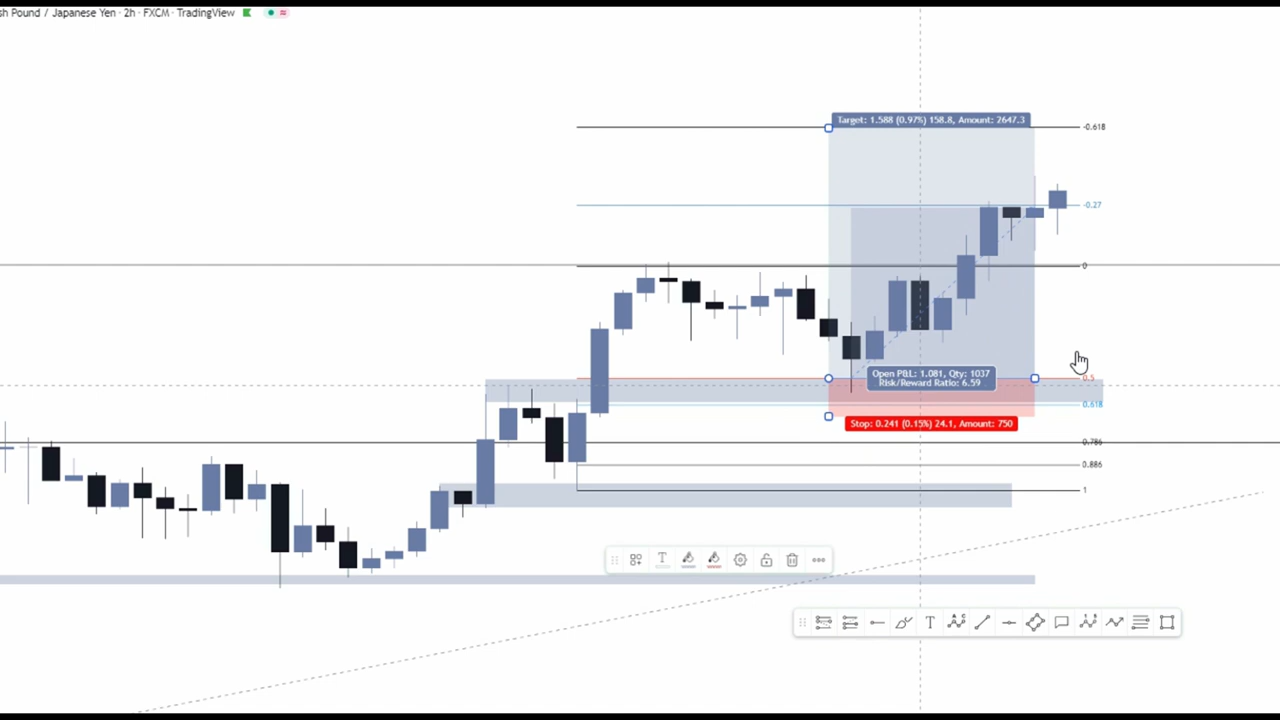 sh Pound / Japanese Yen · 2h · FXCM · TradingView
Target: 1.588 (0.97%) 158.8, Amount: 2647.3
-0.618
-0.27
0
Open P&L: 1.081, Qty: 1037
Risk/Reward Ratio: 6.59
0.5
0.618
Stop: 0.241 (0.15%) 24.1, Amount: 750
0.786
0.886
1
T
T